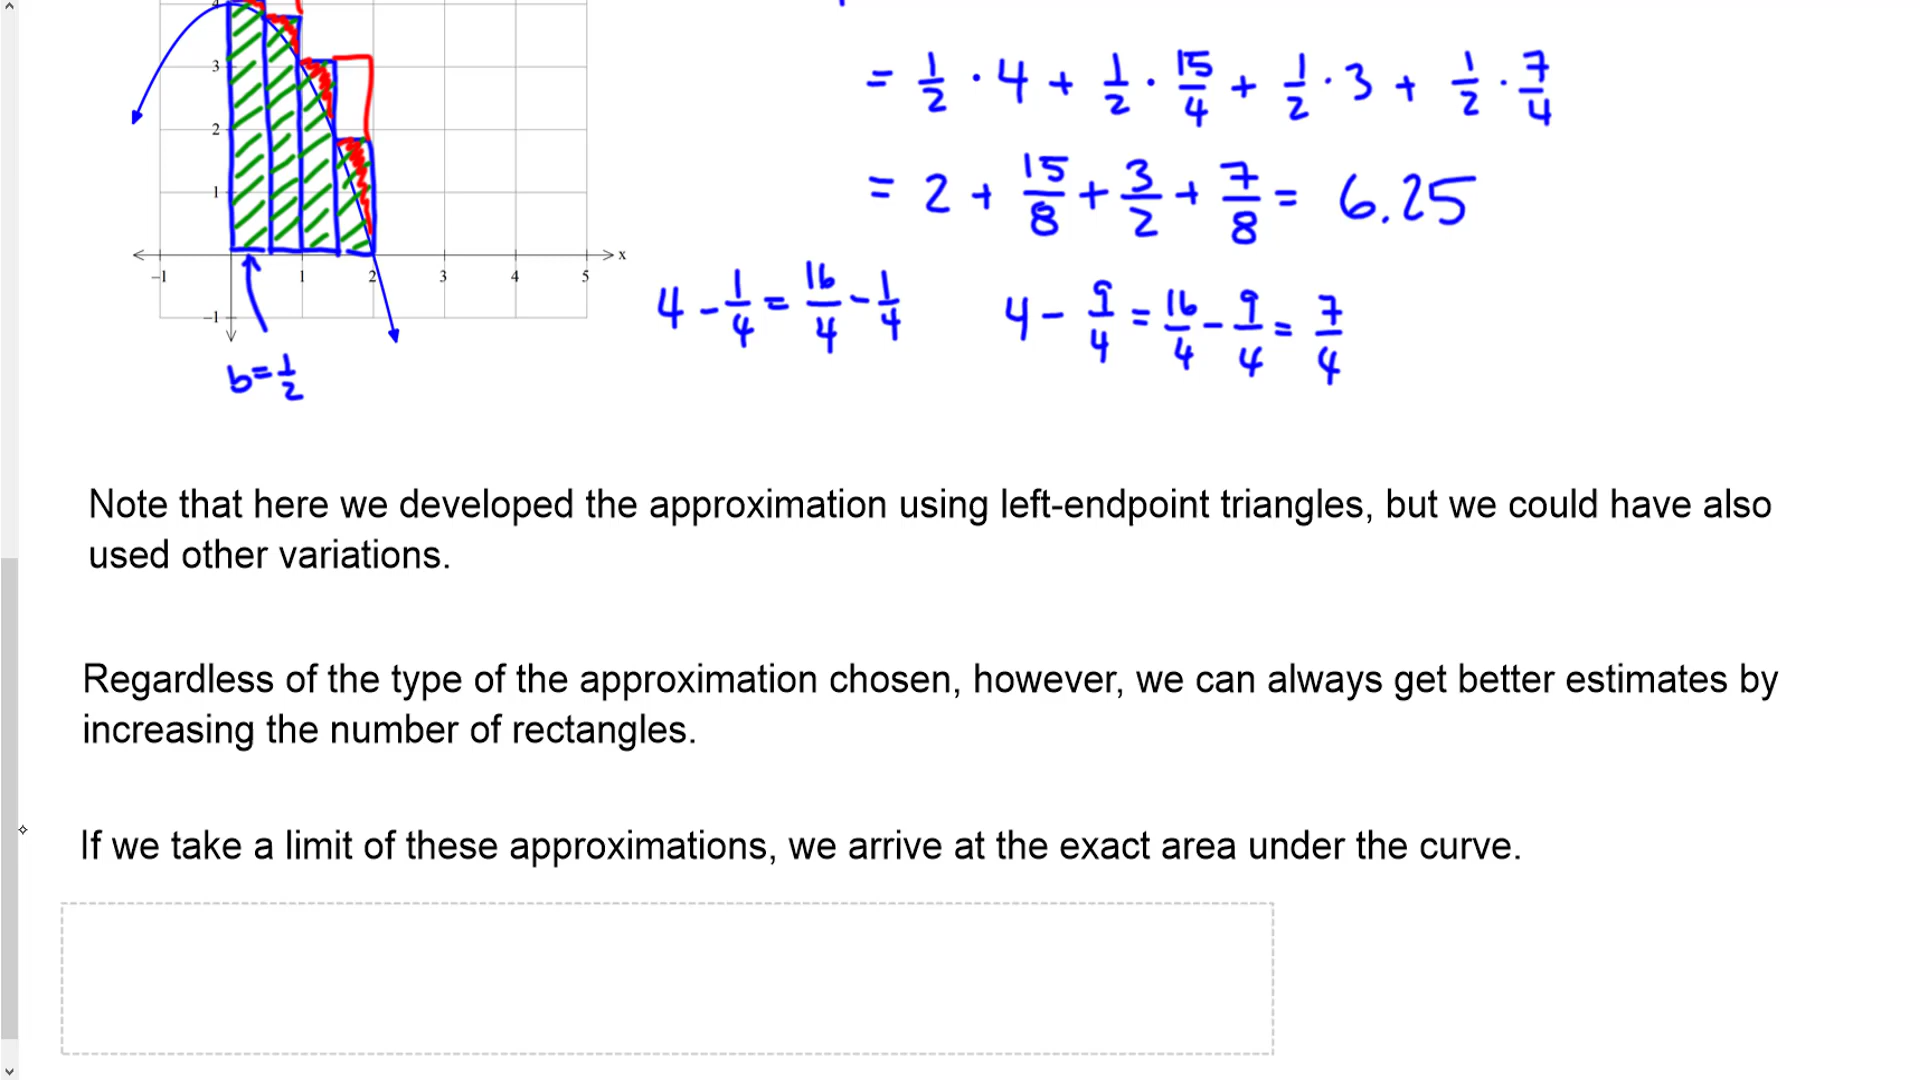 = 1/2 · 4 + 1/2 · 15/4 + 1/2 · 3 + 1/2 · 7/4
= 2 + 15/8 + 3/2 + 7/8 = 6.25
4
3
2
1
-1 1 2 3 4 5 x
-1
4 - 1/4 = 16/4 - 1/4
4 - 9/4 = 16/4 - 9/4 = 7/4
b = 1/2
Note that here we developed the approximation using left-endpoint triangles, but we could have also
used other variations.
Regardless of the type of the approximation chosen, however, we can always get better estimates by
increasing the number of rectangles.
If we take a limit of these approximations, we arrive at the exact area under the curve.